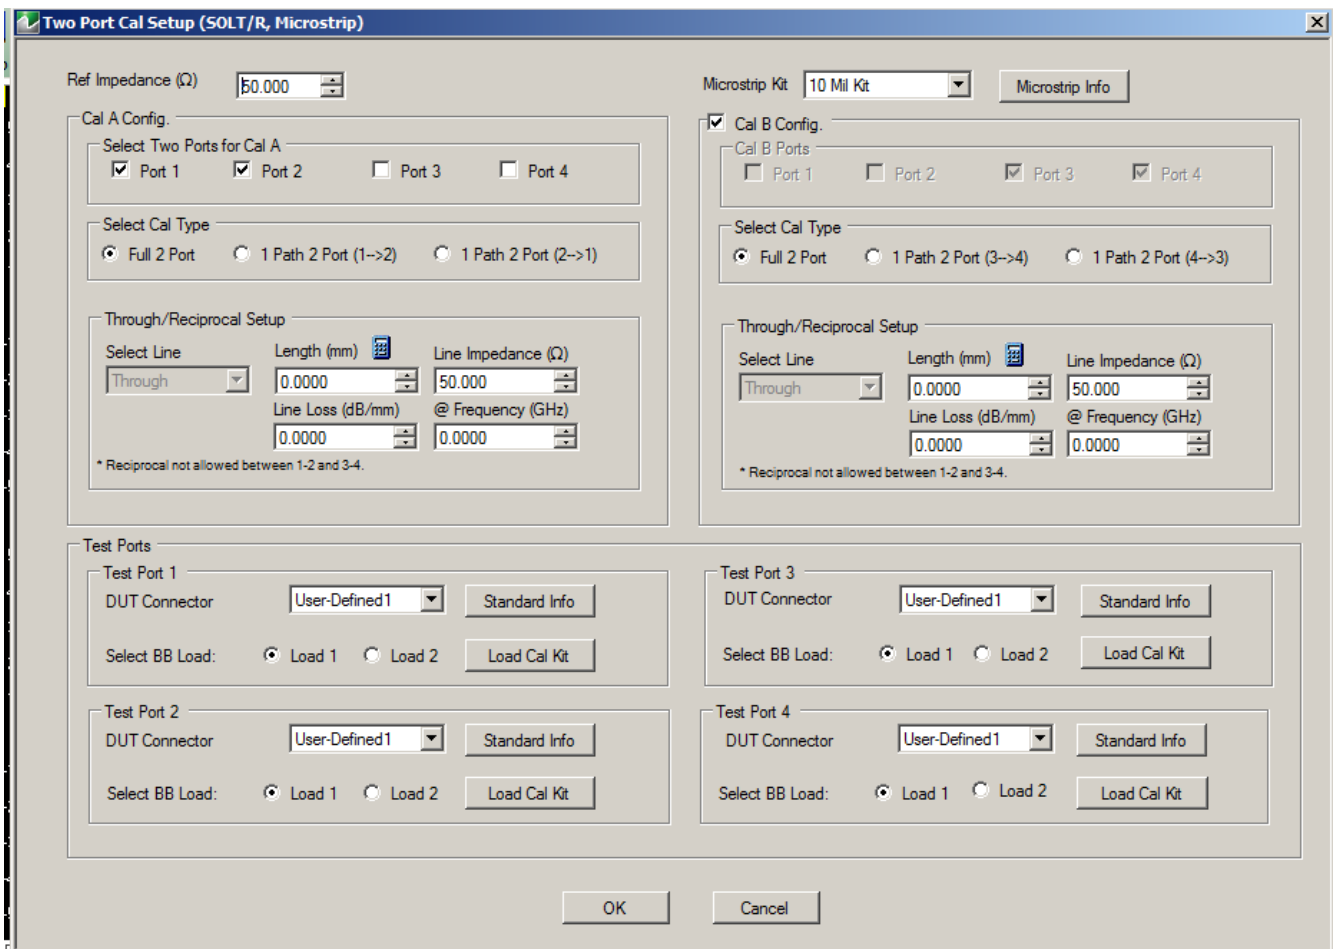 Two Port Cal Setup (SOLT/R, Microstrip)
Ref Impedance (Ω) 50.000 Microstrip Kit 10 Mil Kit Microstrip Info
Cal A Config.
Select Two Ports for Cal A
Port 1 Port 2 Port 3 Port 4
Select Cal Type
Full 2 Port 1 Path 2 Port (1-->2) 1 Path 2 Port (2-->1)
Through/Reciprocal Setup
Select Line Length (mm) Line Impedance (Ω)
Through 0.0000 50.000
Line Loss (dB/mm) @ Frequency (GHz)
0.0000 0.0000
* Reciprocal not allowed between 1-2 and 3-4.
Cal B Config.
Cal B Ports
Port 1 Port 2 Port 3 Port 4
Select Cal Type
Full 2 Port 1 Path 2 Port (3-->4) 1 Path 2 Port (4-->3)
Through/Reciprocal Setup
Select Line Length (mm) Line Impedance (Ω)
Through 0.0000 50.000
Line Loss (dB/mm) @ Frequency (GHz)
0.0000 0.0000
* Reciprocal not allowed between 1-2 and 3-4.
Test Ports
Test Port 1
DUT Connector User-Defined1 Standard Info
Select BB Load: Load 1 Load 2 Load Cal Kit
Test Port 2
DUT Connector User-Defined1 Standard Info
Select BB Load: Load 1 Load 2 Load Cal Kit
Test Port 3
DUT Connector User-Defined1 Standard Info
Select BB Load: Load 1 Load 2 Load Cal Kit
Test Port 4
DUT Connector User-Defined1 Standard Info
Select BB Load: Load 1 Load 2 Load Cal Kit
OK Cancel